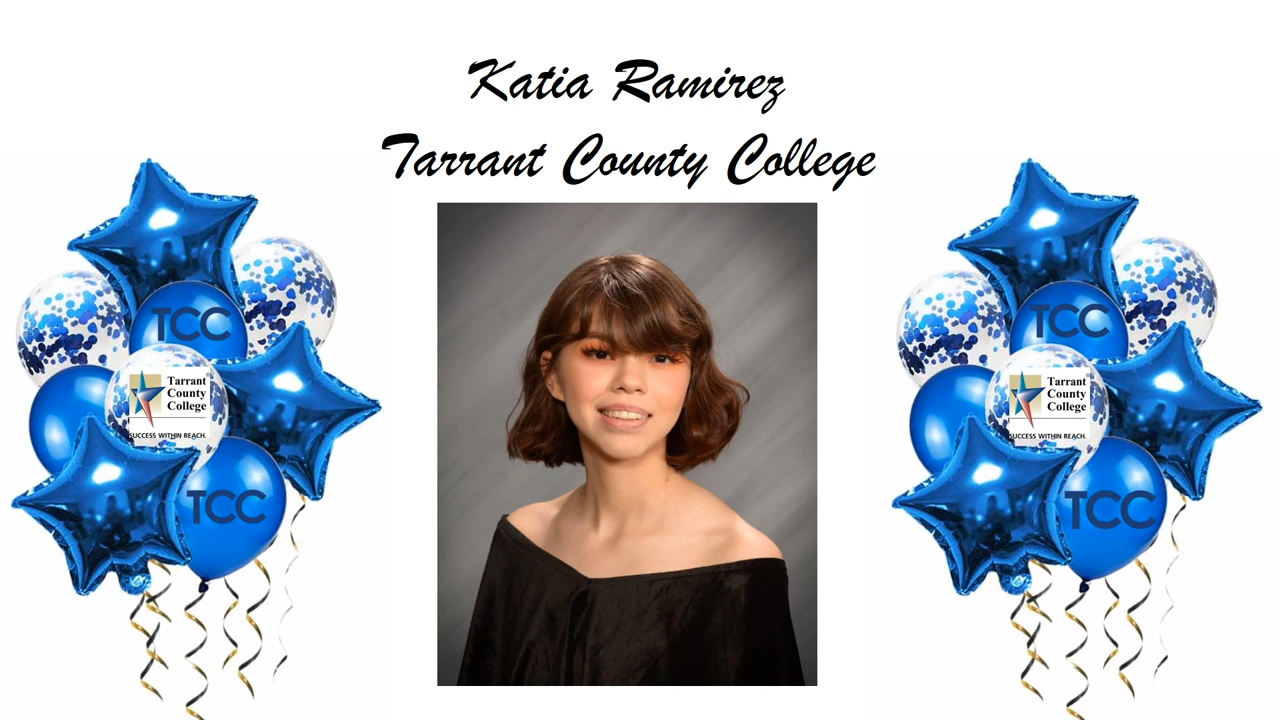 Katia Ramirez
Tarrant County College
TCC
Tarrant
County
College
SUCCESS WITHIN REACH.
TCC
TCC
Tarrant
County
College
SUCCESS WITHIN REACH.
TCC